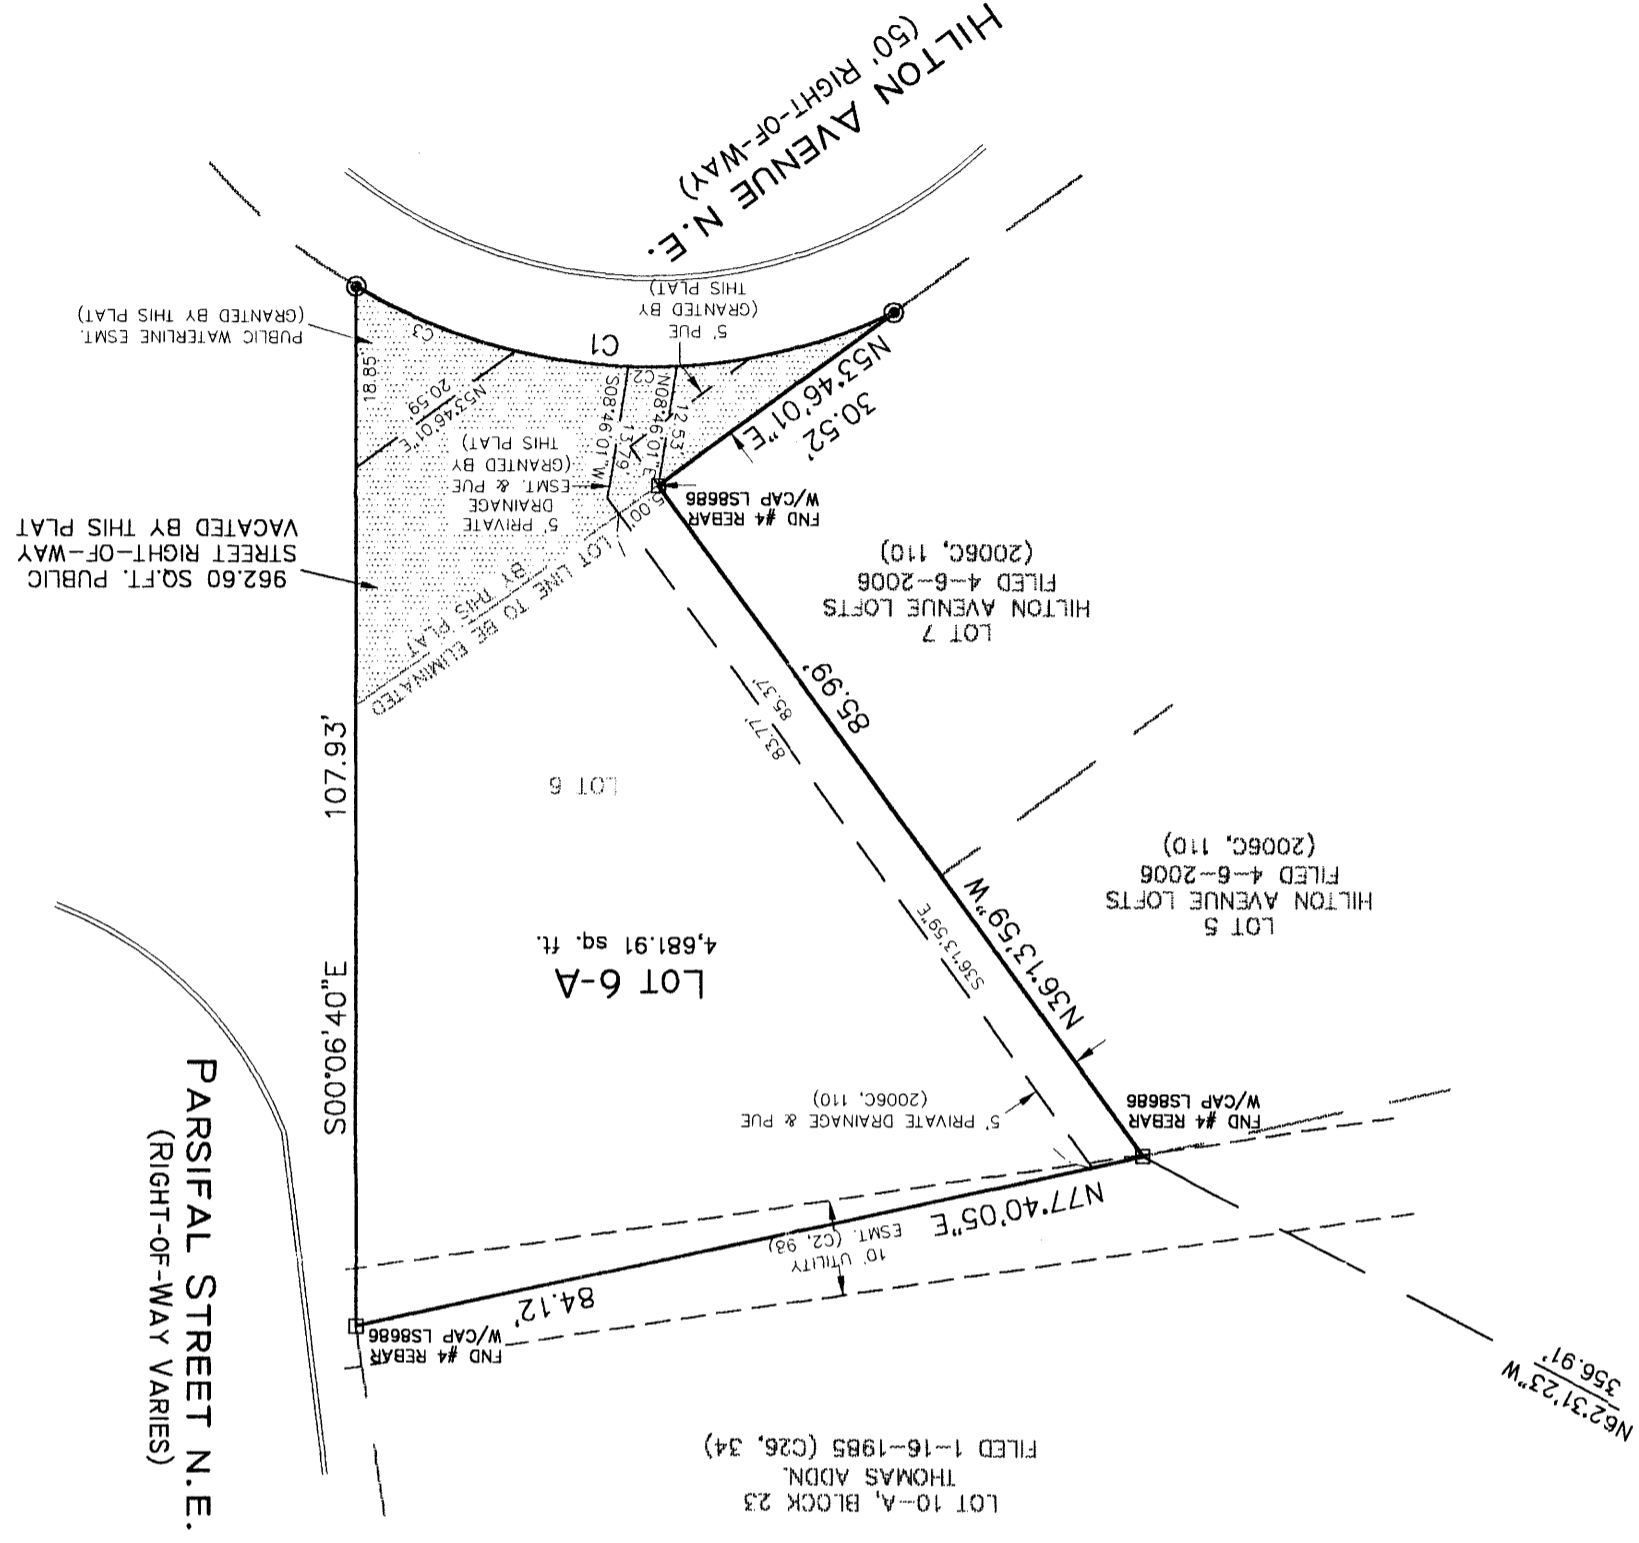 LOT 10-A, BLOCK 23
THOMAS ADDN.
FILED 1-16-1985 (C26, 34)
N62°31'23"W
356.91'
FND #4 REBAR
W/CAP LS8686
84.12'
N77°40'05"E
10' UTILITY
ESMT. (C2, 98)
FND #4 REBAR
W/CAP LS8686
PARSIFAL STREET N.E.
(RIGHT-OF-WAY VARIES)
S00°09'40"E
107.93'
5' PRIVATE DRAINAGE & PUE
(2006C, 110)
N36°13'59"W
85.99'
S36°13'59"E
83.77'
85.37'
LOT 6-A
4,681.91 sq. ft.
LOT 5
HILTON AVENUE LOFTS
FILED 4-6-2006
(2006C, 110)
LOT 6
LOT 7
HILTON AVENUE LOFTS
FILED 4-6-2006
(2006C, 110)
LOT LINE TO BE ELIMINATED
BY THIS PLAT
962.60 SQ.FT. PUBLIC
STREET RIGHT-OF-WAY
VACATED BY THIS PLAT
FND #4 REBAR
W/CAP LS8686
5.00'
5' PRIVATE
DRAINAGE
ESMT. & PUE
(GRANTED BY
THIS PLAT)
S08°46'01"W
13.79'
N08°46'01"E
12.53'
N53°46'01"E
30.52'
N53°46'01"E
20.59'
18.85'
C1
C2
C3
PUBLIC WATERLINE ESMT.
(GRANTED BY THIS PLAT)
5' PUE
(GRANTED BY
THIS PLAT)
HILTON AVENUE N.E.
(50' RIGHT-OF-WAY)